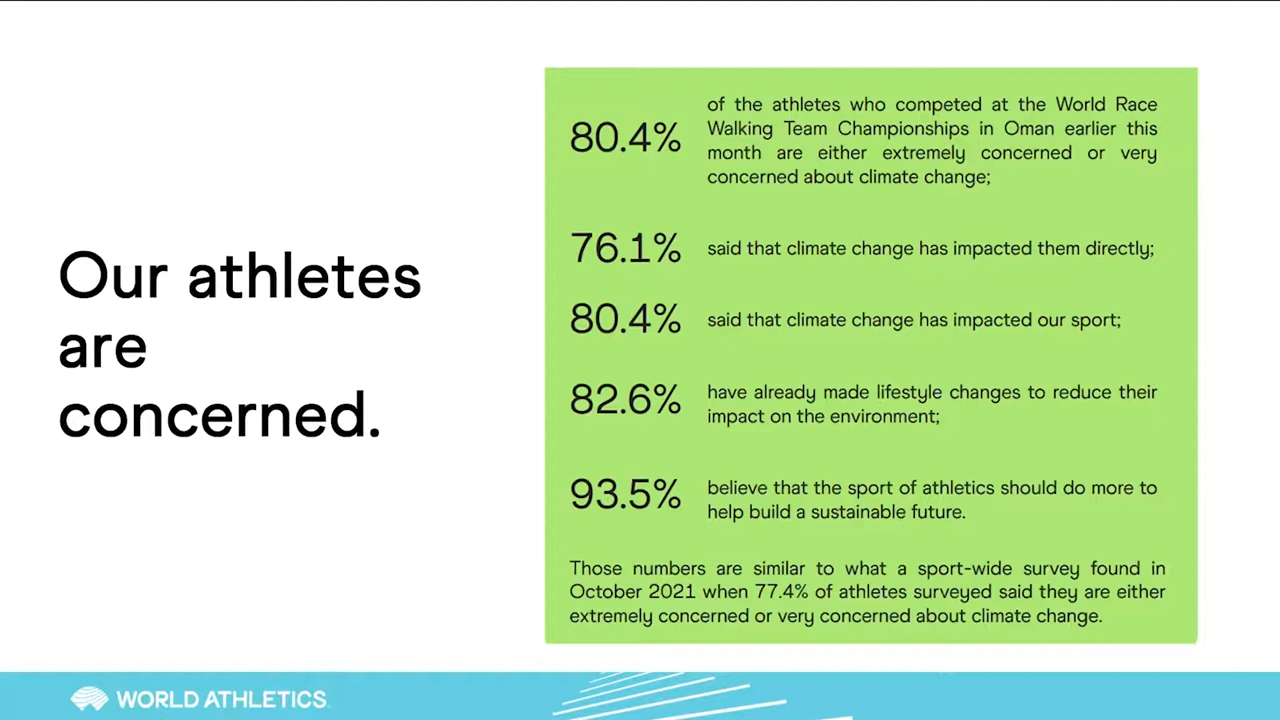 Our athletes
are
concerned.
80.4%
of the athletes who competed at the World Race
Walking Team Championships in Oman earlier this
month are either extremely concerned or very
concerned about climate change;
76.1%
said that climate change has impacted them directly;
80.4%
said that climate change has impacted our sport;
82.6%
have already made lifestyle changes to reduce their
impact on the environment;
93.5%
believe that the sport of athletics should do more to
help build a sustainable future.
Those numbers are similar to what a sport-wide survey found in
October 2021 when 77.4% of athletes surveyed said they are either
extremely concerned or very concerned about climate change.
WORLD ATHLETICS